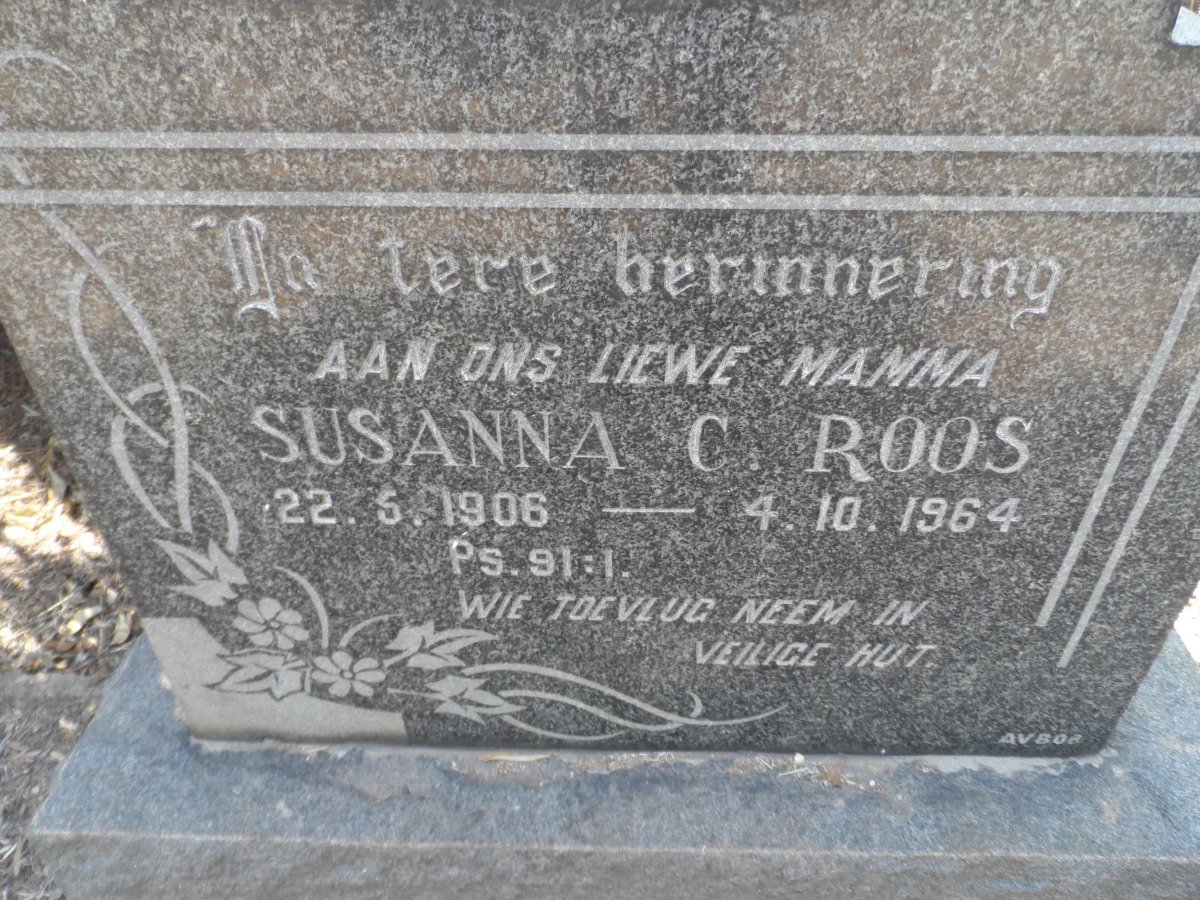 In tere herinnering
AAN ONS LIEWE MAMMA
SUSANNA C. ROOS
22. 5. 1906 — 4. 10. 1964
PS. 91:1.
WIE TOEVLUG NEEM IN
VEILIGE HUT.
AVBOB